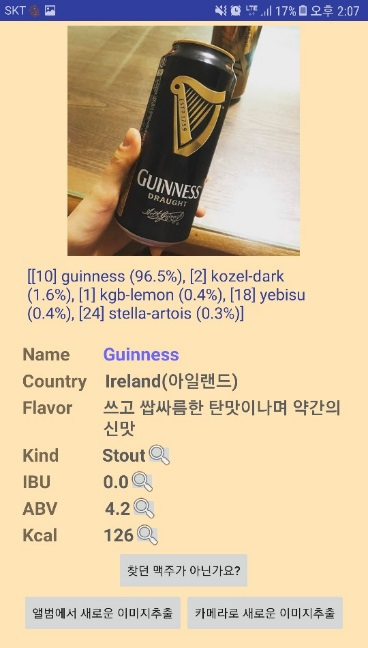 SKT LTE 17% 오후 2:07
GUINNESS
DRAUGHT
[[10] guinness (96.5%), [2] kozel-dark
(1.6%), [1] kgb-lemon (0.4%), [18] yebisu
(0.4%), [24] stella-artois (0.3%)]
Name Guinness
Country Ireland(아일랜드)
Flavor 쓰고 쌉싸름한 탄맛이나며 약간의
신맛
Kind Stout
IBU 0.0
ABV 4.2
Kcal 126
찾던 맥주가 아닌가요?
앨범에서 새로운 이미지추출 카메라로 새로운 이미지추출